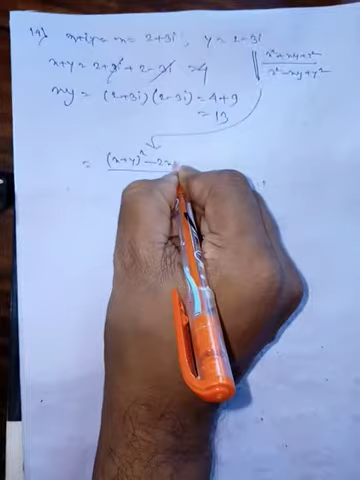 14) x+iy= x= 2+3i , y=2-3i
x+y = 2+3i+2-3i = 4
x²+xy+y² / x²-xy+y²
xy = (2+3i)(2-3i) = 4+9
= 13
= (x+y)² - 2x